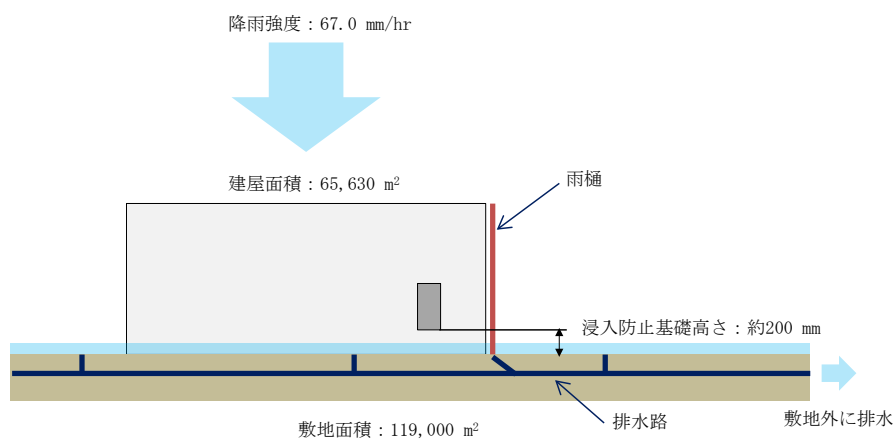 降雨強度：67.0 mm/hr
建屋面積：65,630 m²
雨樋
浸入防止基礎高さ：約200 mm
排水路
敷地外に排水
敷地面積：119,000 m²